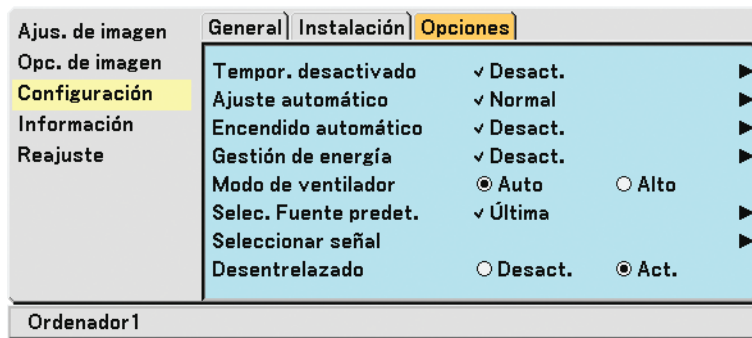 Ajus. de imagen
Opc. de imagen
Configuración
Información
Reajuste
General Instalación Opciones
Tempor. desactivado ✓ Desact.
Ajuste automático ✓ Normal
Encendido automático ✓ Desact.
Gestión de energía ✓ Desact.
Modo de ventilador Auto Alto
Selec. Fuente predet. ✓ Última
Seleccionar señal
Desentrelazado Desact. Act.
Ordenador1